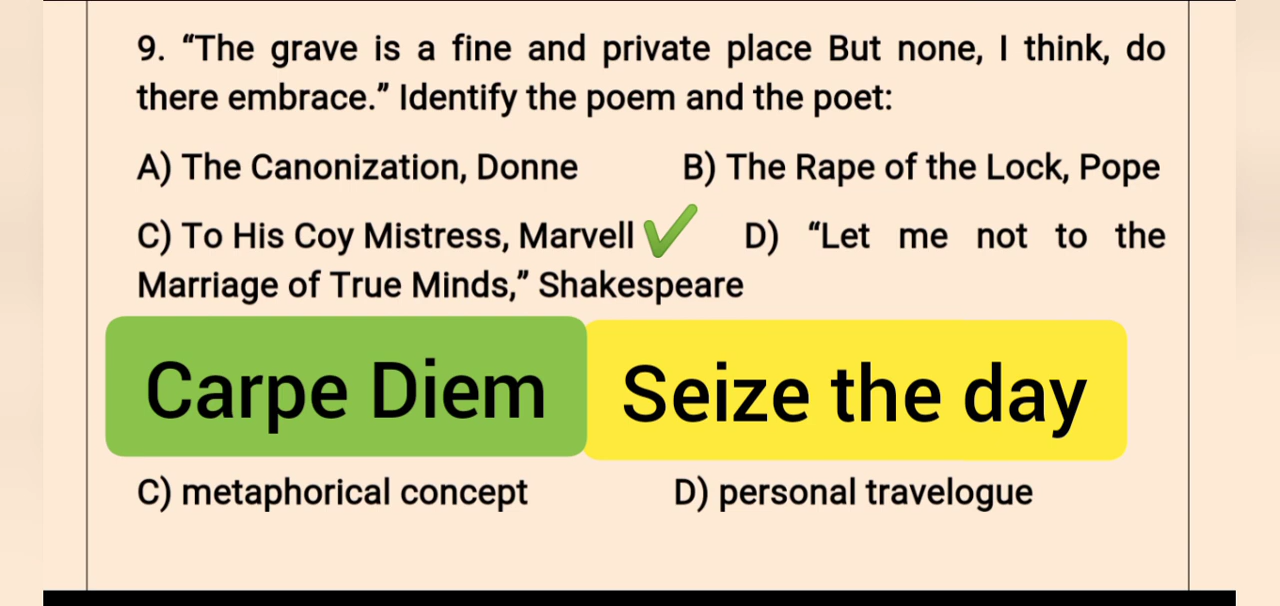 9. “The grave is a fine and private place But none, I think, do
there embrace.” Identify the poem and the poet:
A) The Canonization, Donne B) The Rape of the Lock, Pope
C) To His Coy Mistress, Marvell D) “Let me not to the
Marriage of True Minds,” Shakespeare
Carpe Diem Seize the day
C) metaphorical concept D) personal travelogue